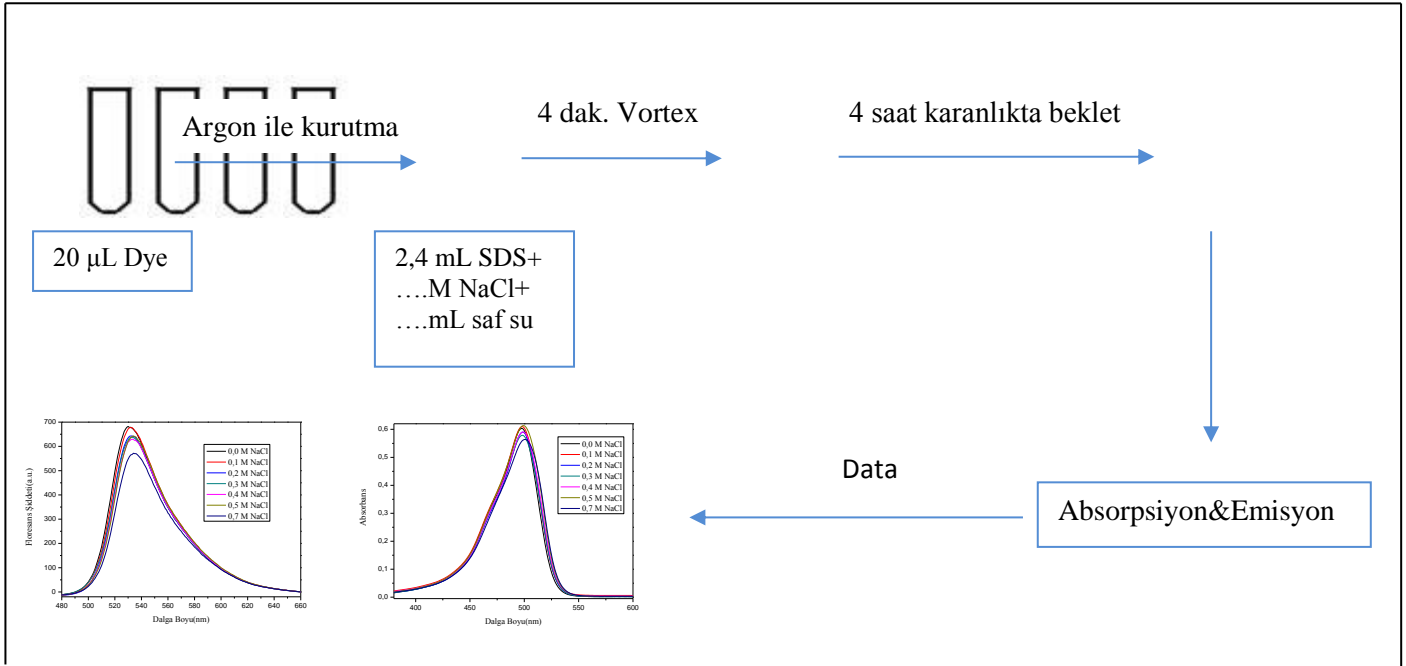 Argon ile kurutma
4 dak. Vortex
4 saat karanlıkta beklet
20 µL Dye
2,4 mL SDS+
….M NaCl+
….mL saf su
Absorpsiyon&Emisyon
Data
700
600
500
400
300
200
100
0
Floresans Şiddeti(a.u.)
0,0 M NaCl
0,1 M NaCl
0,2 M NaCl
0,3 M NaCl
0,4 M NaCl
0,5 M NaCl
0,7 M NaCl
480 500 520 540 560 580 600 620 640 660
Dalga Boyu(nm)
0,6
0,5
0,4
0,3
0,2
0,1
0,0
Absorbans
0,0 M NaCl
0,1 M NaCl
0,2 M NaCl
0,3 M NaCl
0,4 M NaCl
0,5 M NaCl
0,7 M NaCl
400 450 500 550 600
Dalga Boyu(nm)